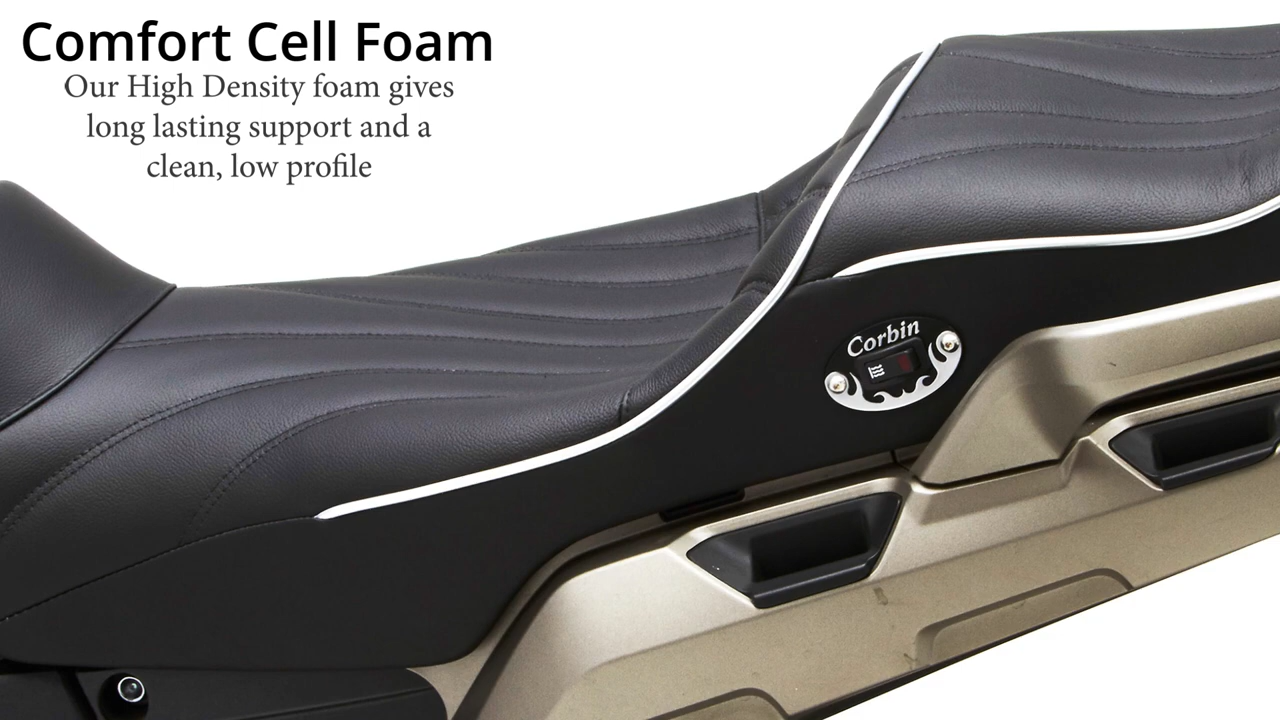 Comfort Cell Foam
Our High Density foam gives
long lasting support and a
clean, low profile
Corbin